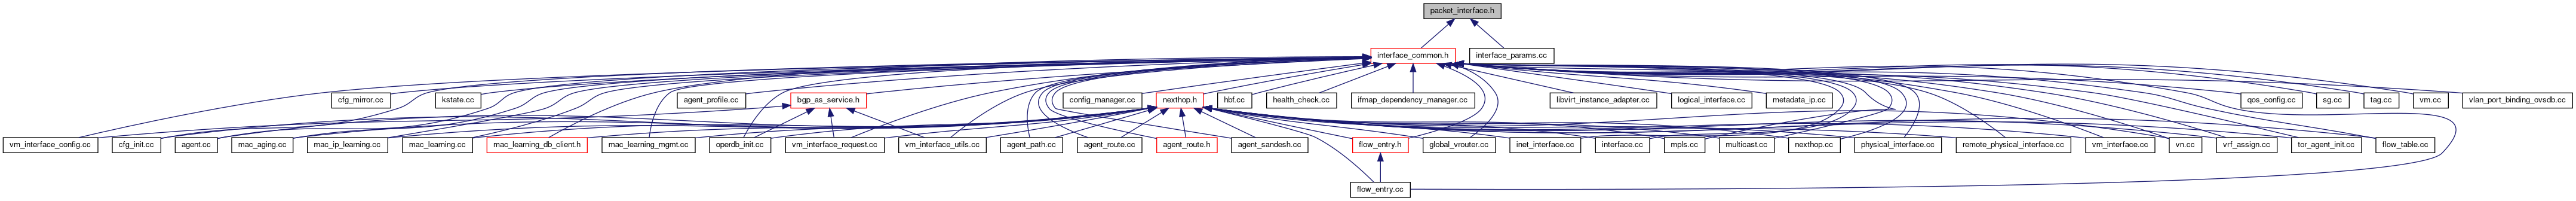 packet_interface.h
interface_common.h
interface_params.cc
cfg_mirror.cc
kstate.cc
agent_profile.cc
bgp_as_service.h
config_manager.cc
nexthop.h
hbf.cc
health_check.cc
ifmap_dependency_manager.cc
libvirt_instance_adapter.cc
logical_interface.cc
metadata_ip.cc
qos_config.cc
sg.cc
tag.cc
vm.cc
vlan_port_binding_ovsdb.cc
vm_interface_config.cc
cfg_init.cc
agent.cc
mac_aging.cc
mac_ip_learning.cc
mac_learning.cc
mac_learning_db_client.h
mac_learning_mgmt.cc
operdb_init.cc
vm_interface_request.cc
vm_interface_utils.cc
agent_path.cc
agent_route.cc
agent_route.h
agent_sandesh.cc
flow_entry.h
global_vrouter.cc
inet_interface.cc
interface.cc
mpls.cc
multicast.cc
nexthop.cc
physical_interface.cc
remote_physical_interface.cc
vm_interface.cc
vn.cc
vrf_assign.cc
tor_agent_init.cc
flow_table.cc
flow_entry.cc